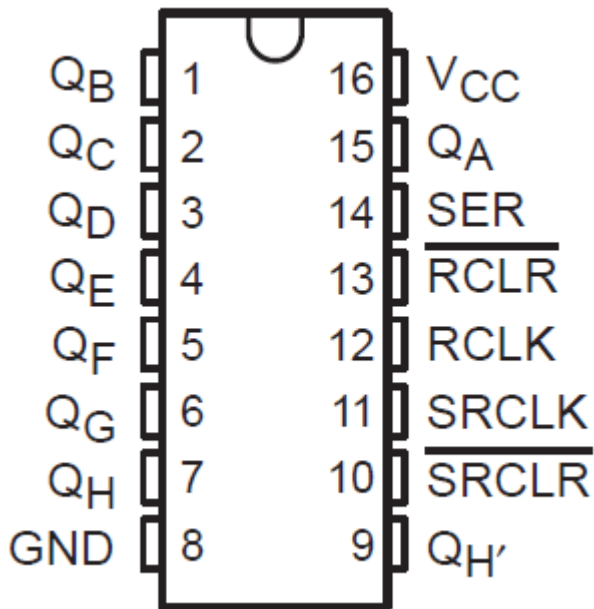 QB 1 16 VCC
QC 2 15 QA
QD 3 14 SER
QE 4 13 RCLR
QF 5 12 RCLK
QG 6 11 SRCLK
QH 7 10 SRCLR
GND 8 9 QH′